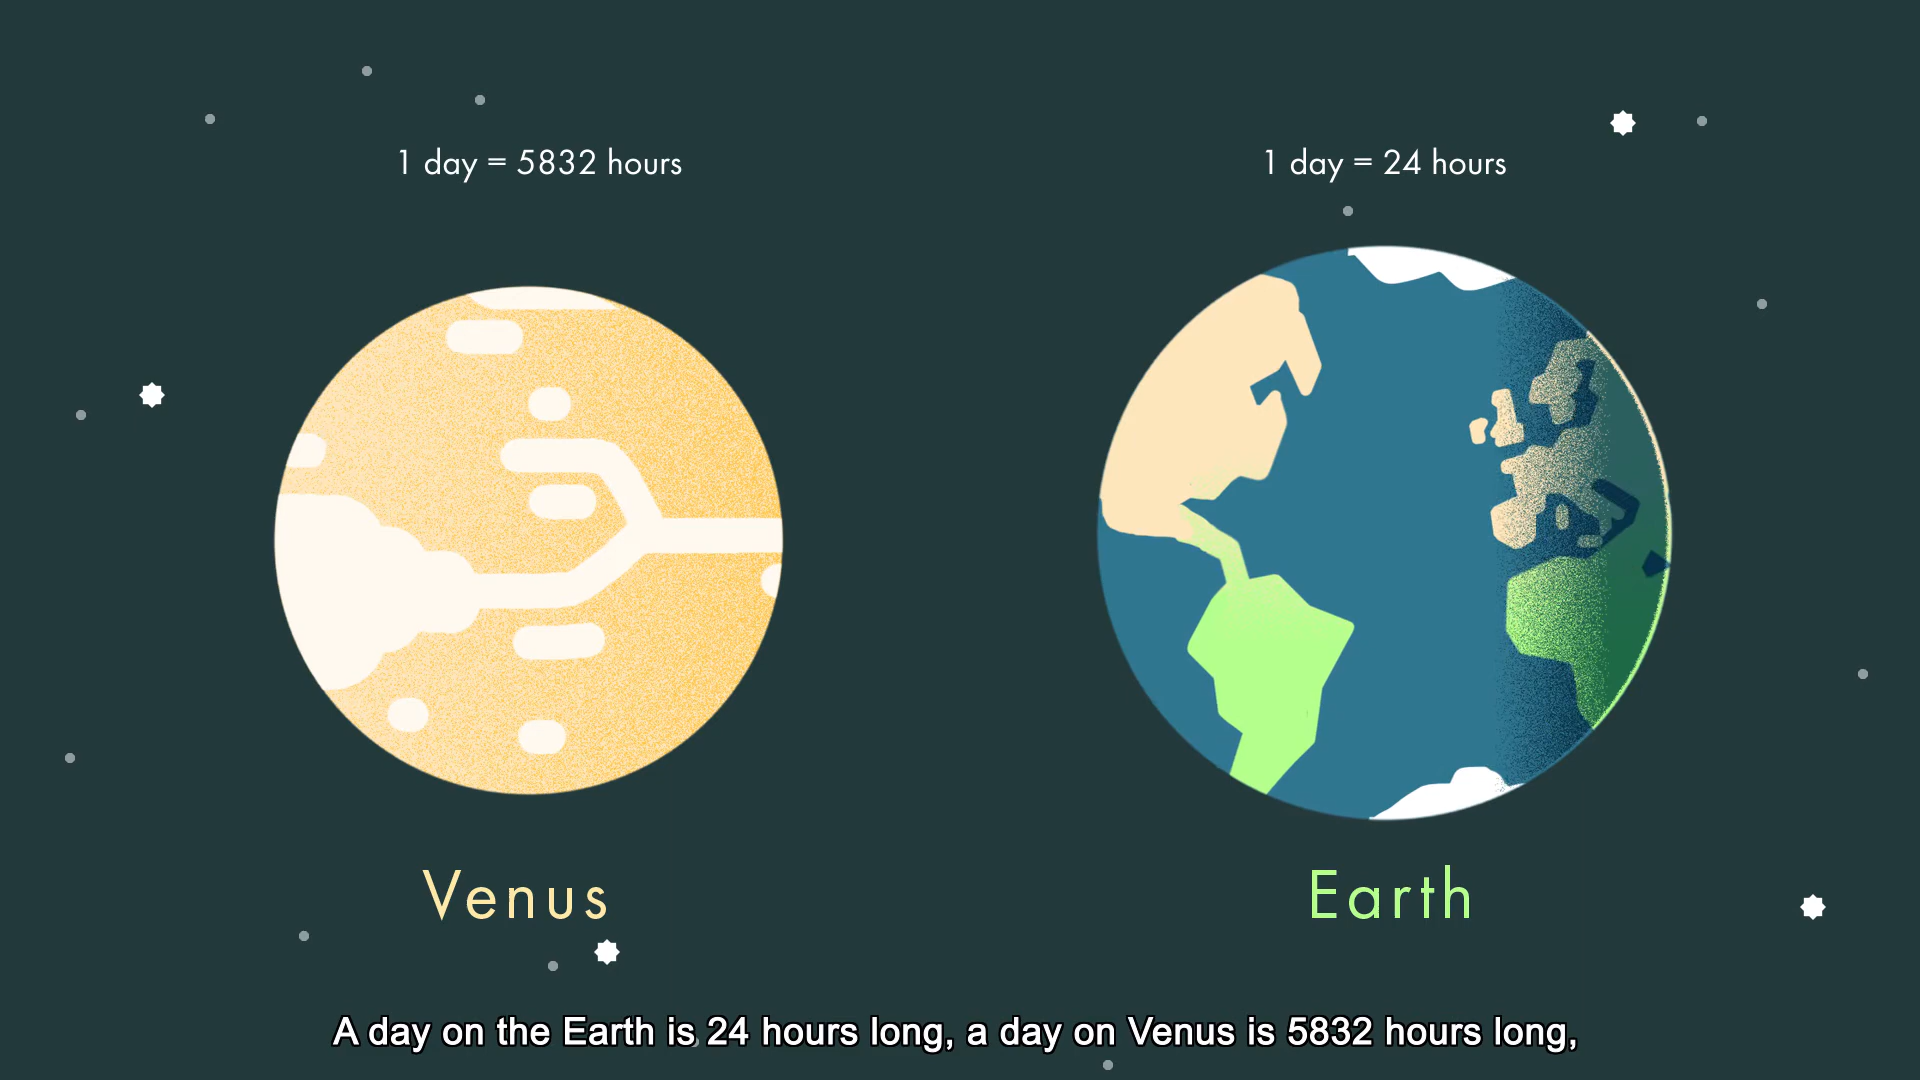 1 day = 5832 hours
1 day = 24 hours
Venus
Earth
A day on the Earth is 24 hours long, a day on Venus is 5832 hours long,